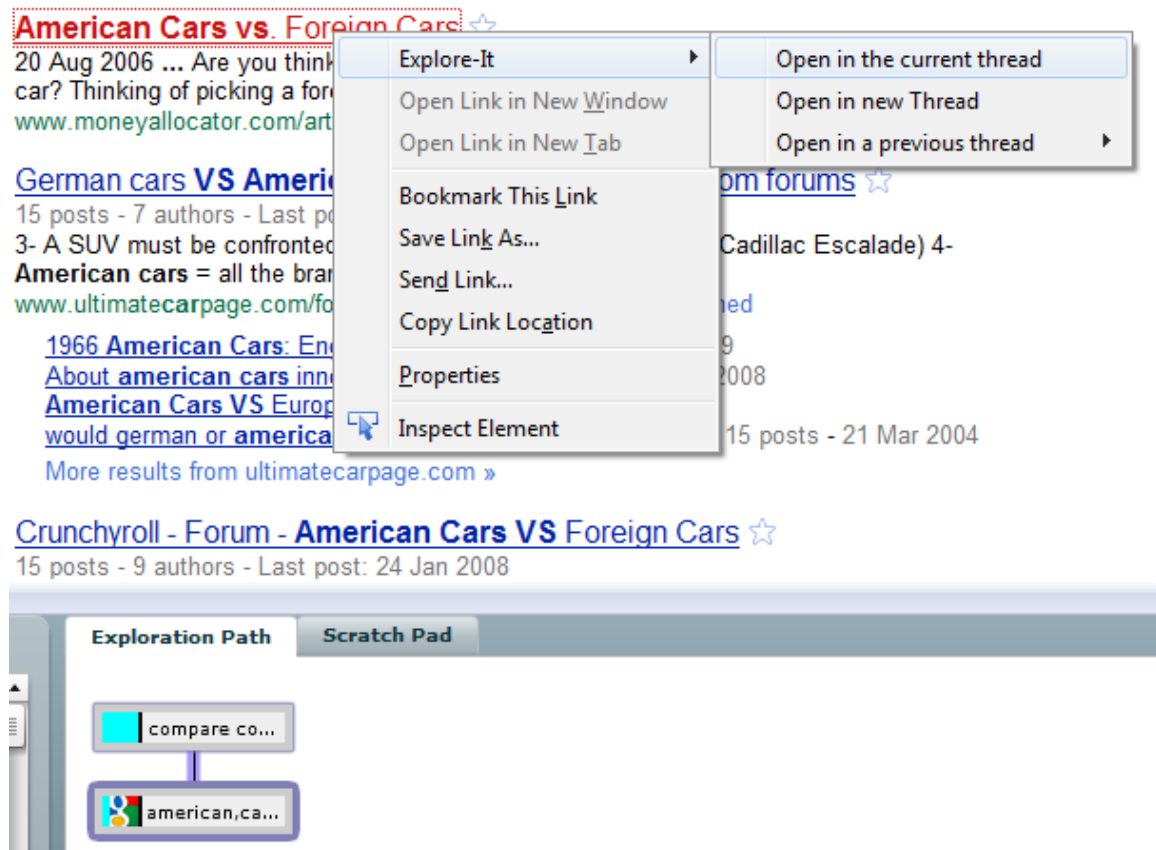 American Cars vs. Foreign Cars
20 Aug 2006 ... Are you think
car? Thinking of picking a for
www.moneyallocator.com/art
Explore-It
Open Link in New Window
Open Link in New Tab
Bookmark This Link
Save Link As...
Send Link...
Copy Link Location
Properties
Inspect Element
Open in the current thread
Open in new Thread
Open in a previous thread
German cars VS Ameri om forums
15 posts - 7 authors - Last po
3- A SUV must be confronted Cadillac Escalade) 4-
American cars = all the bran
www.ultimatecarpage.com/fo ned
1966 American Cars: En 9
About american cars inn 2008
American Cars VS Europ
would german or america 15 posts - 21 Mar 2004
More results from ultimatecarpage.com »
Crunchyroll - Forum - American Cars VS Foreign Cars
15 posts - 9 authors - Last post: 24 Jan 2008
Exploration Path Scratch Pad
compare co...
american,ca...